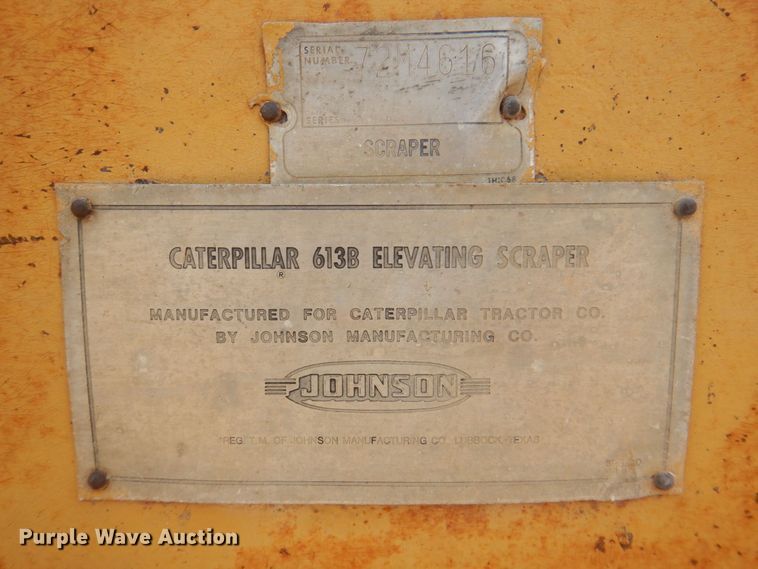 SERIAL
NUMBER
SERIES
SCRAPER
CATERPILLAR 613B ELEVATING SCRAPER
®
MANUFACTURED FOR CATERPILLAR TRACTOR CO.
BY JOHNSON MANUFACTURING CO.
JOHNSON
*REG. T.M. OF JOHNSON MANUFACTURING CO., LUBBOCK, TEXAS
Purple Wave Auction